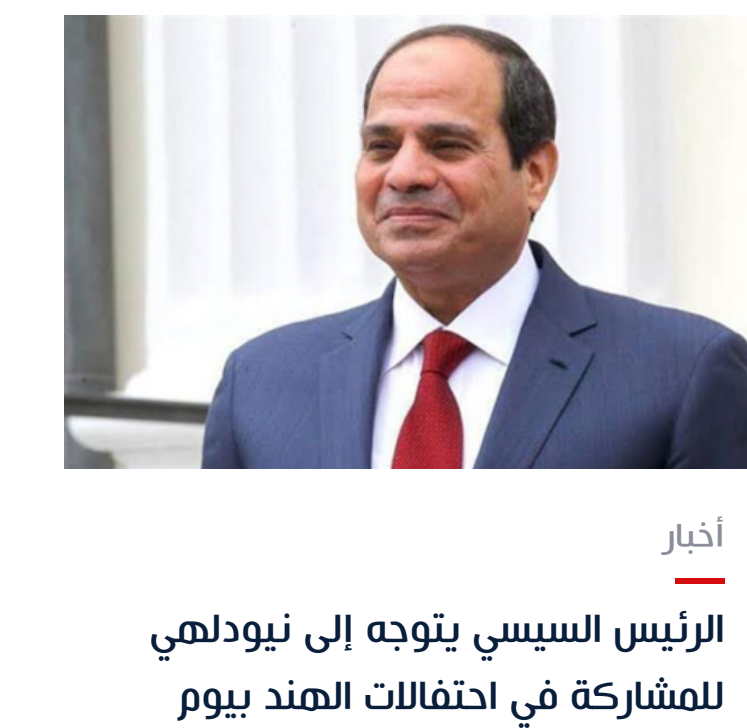 أخبار
الرئيس السيسي يتوجه إلى نيودلهي
للمشاركة في احتفالات الهند بيوم